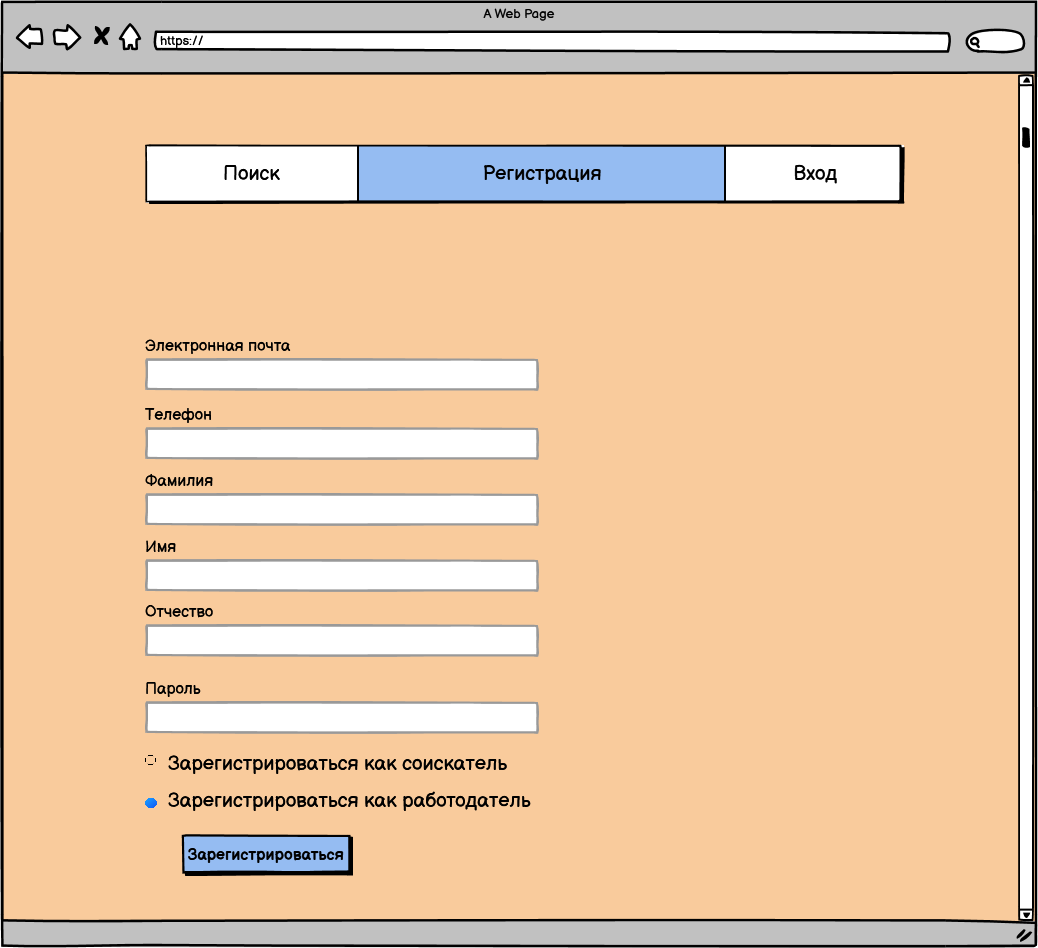 A Web Page
https://
Поиск
Регистрация
Вход
Электронная почта
Телефон
Фамилия
Имя
Отчество
Пароль
Зарегистрироваться как соискатель
Зарегистрироваться как работодатель
Зарегистрироваться